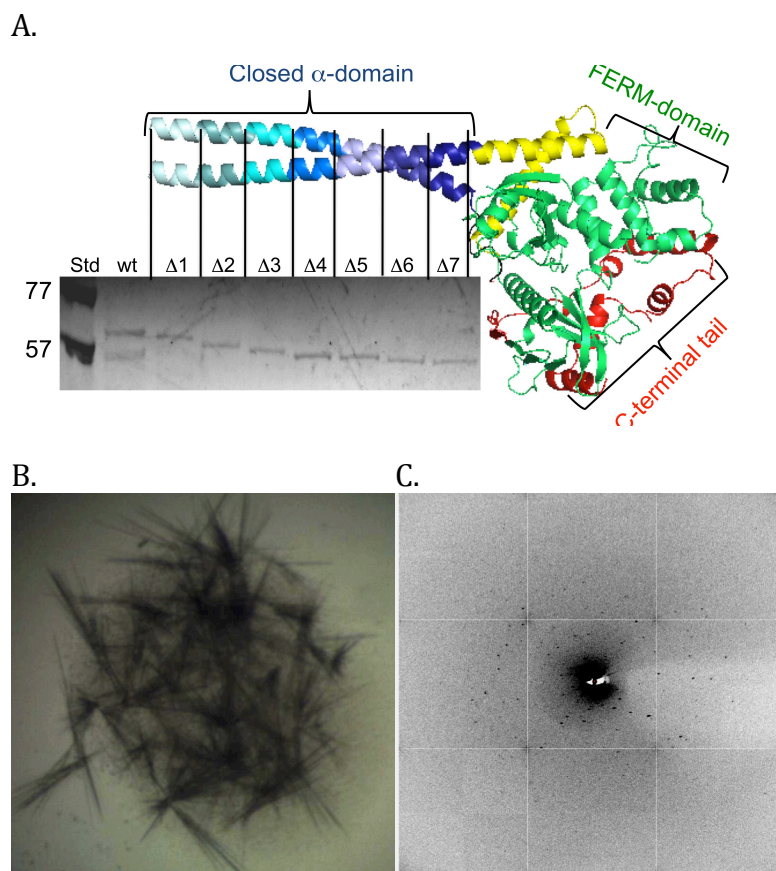 A.
Closed α-domain
FERM-domain
Std wt Δ1 Δ2 Δ3 Δ4 Δ5 Δ6 Δ7
77
57
C-terminal tail
B.
C.